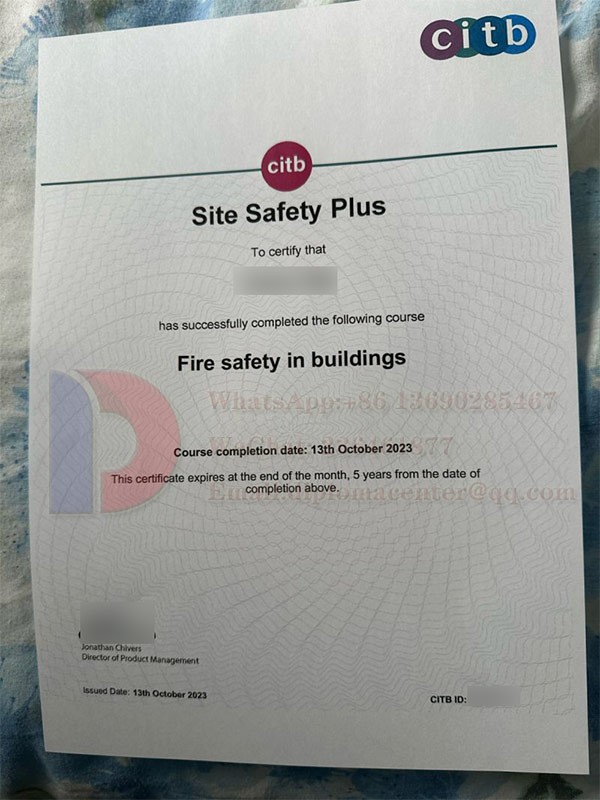 citb
citb
Site Safety Plus
To certify that
has successfully completed the following course
Fire safety in buildings
WhatsApp:+86 13690285467
Course completion date: 13th October 2023
This certificate expires at the end of the month, 5 years from the date of
completion above.
Email:diplomacenter@qq.com
Jonathan Chivers
Director of Product Management
Issued Date: 13th October 2023
CITB ID: